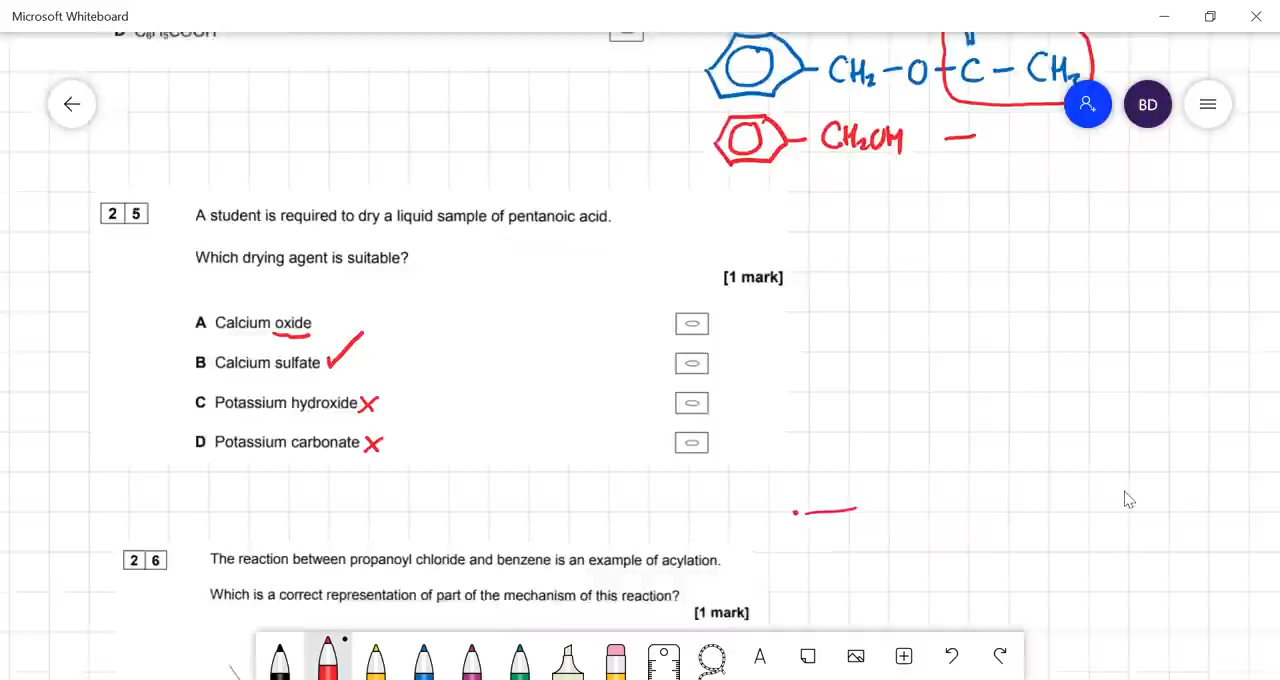 Microsoft Whiteboard
D C₆H₅COOH
CH₂ - O - C - CH₃
BD
CH₂OH -
2 5 A student is required to dry a liquid sample of pentanoic acid.
Which drying agent is suitable?
[1 mark]
A Calcium oxide
B Calcium sulfate
C Potassium hydroxide
D Potassium carbonate
2 6 The reaction between propanoyl chloride and benzene is an example of acylation.
Which is a correct representation of part of the mechanism of this reaction?
[1 mark]
A